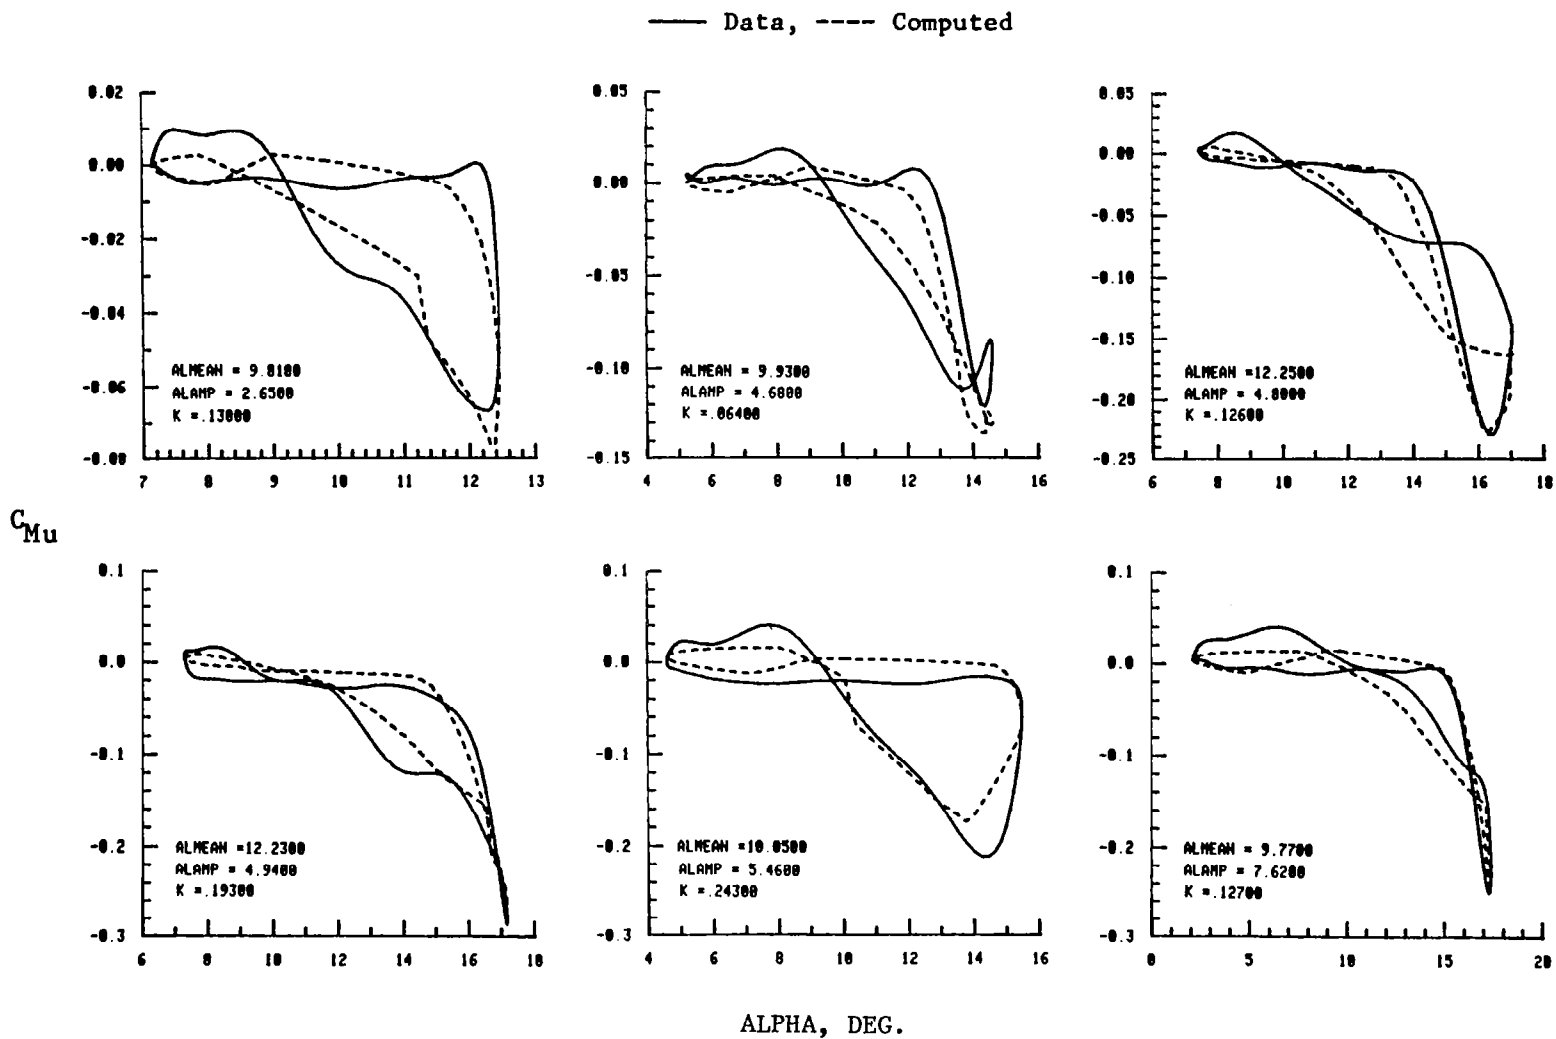 Data, Computed
0.02
0.00
-0.02
-0.04
-0.06
-0.08
ALMEAN = 9.8100
ALAMP = 2.6500
K =.13000
7 8 9 10 11 12 13
0.05
0.00
-0.05
-0.10
-0.15
ALMEAN = 9.9300
ALAMP = 4.6800
K =.06400
4 6 8 10 12 14 16
0.05
0.00
-0.05
-0.10
-0.15
-0.20
-0.25
ALMEAN =12.2500
ALAMP = 4.8000
K =.12600
6 8 10 12 14 16 18
CMu
0.1
0.0
-0.1
-0.2
-0.3
ALMEAN =12.2300
ALAMP = 4.9400
K =.19300
6 8 10 12 14 16 18
0.1
0.0
-0.1
-0.2
-0.3
ALMEAN =10.0500
ALAMP = 5.4600
K =.24300
4 6 8 10 12 14 16
0.1
0.0
-0.1
-0.2
-0.3
ALMEAN = 9.7700
ALAMP = 7.6200
K =.12700
0 5 10 15 20
ALPHA, DEG.